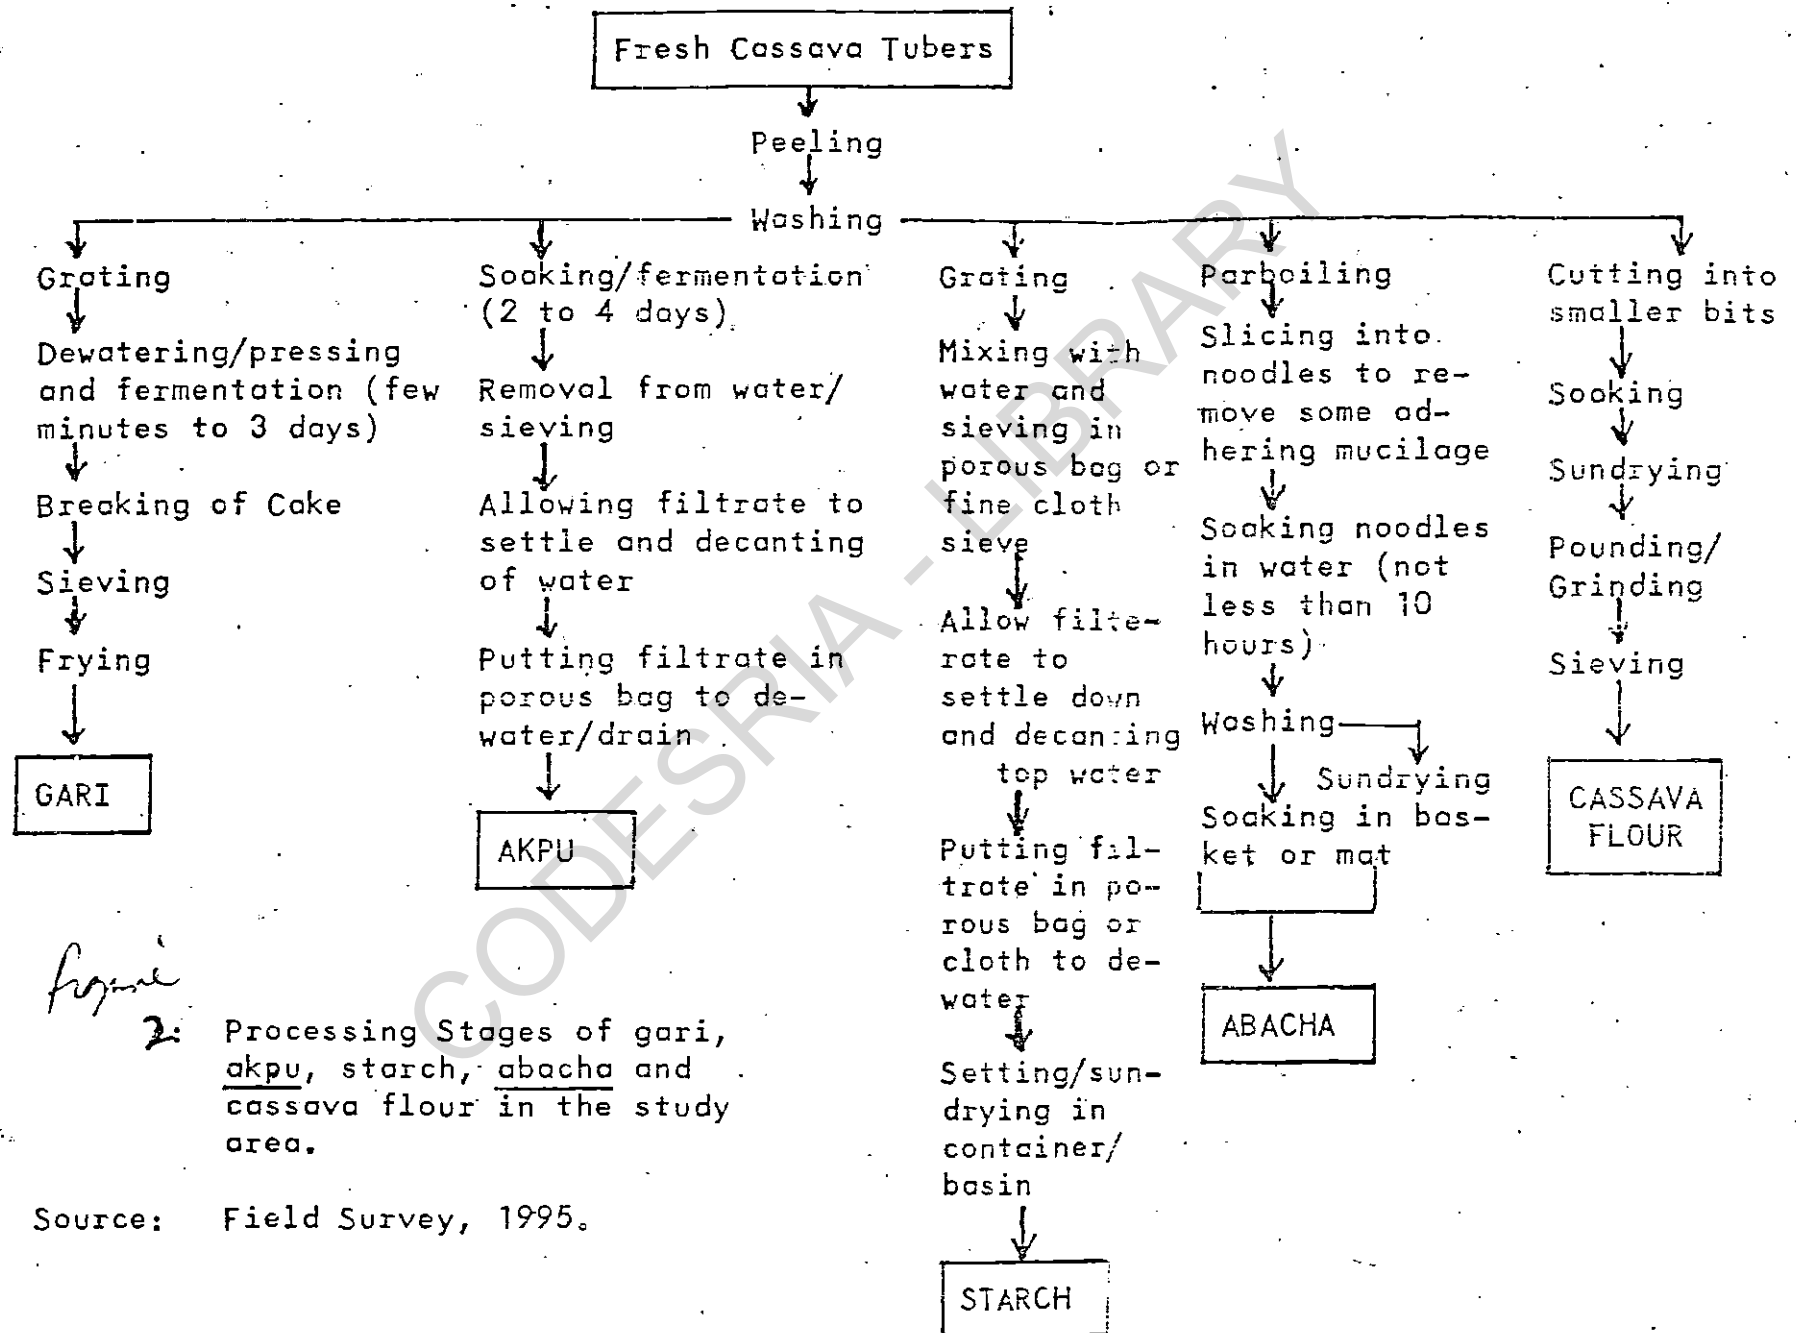 Fresh Cassava Tubers
Peeling
Washing
Grating
Dewatering/pressing
and fermentation (few
minutes to 3 days)
Breaking of Cake
Sieving
Frying
GARI
Soaking/fermentation
(2 to 4 days)
Removal from water/
sieving
Allowing filtrate to
settle and decanting
of water
Putting filtrate in
porous bag to de-
water/drain
AKPU
Grating
Mixing with
water and
sieving in
porous bag or
fine cloth
sieve
Allow filte-
rate to
settle down
and decanting
top water
Putting fil-
trate in po-
rous bag or
cloth to de-
water
Setting/sun-
drying in
container/
basin
STARCH
Parboiling
Slicing into
noodles to re-
move some ad-
hering mucilage
Soaking noodles
in water (not
less than 10
hours)
Washing
Sundrying
Soaking in bas-
ket or mat
ABACHA
Cutting into
smaller bits
Soaking
Sundrying
Pounding/
Grinding
Sieving
CASSAVA
FLOUR
figure
2: Processing Stages of gari,
akpu, starch, abacha and
cassava flour in the study
area.
Source: Field Survey, 1995.
CODESRIA - LIBRARY